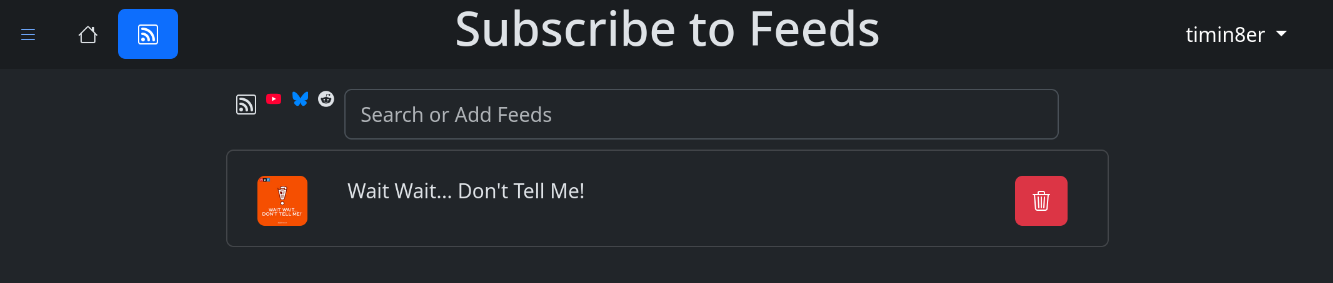 Subscribe to Feeds
timin8er
Search or Add Feeds
Wait Wait... Don't Tell Me!
WAIT WAIT
DON'T TELL ME!